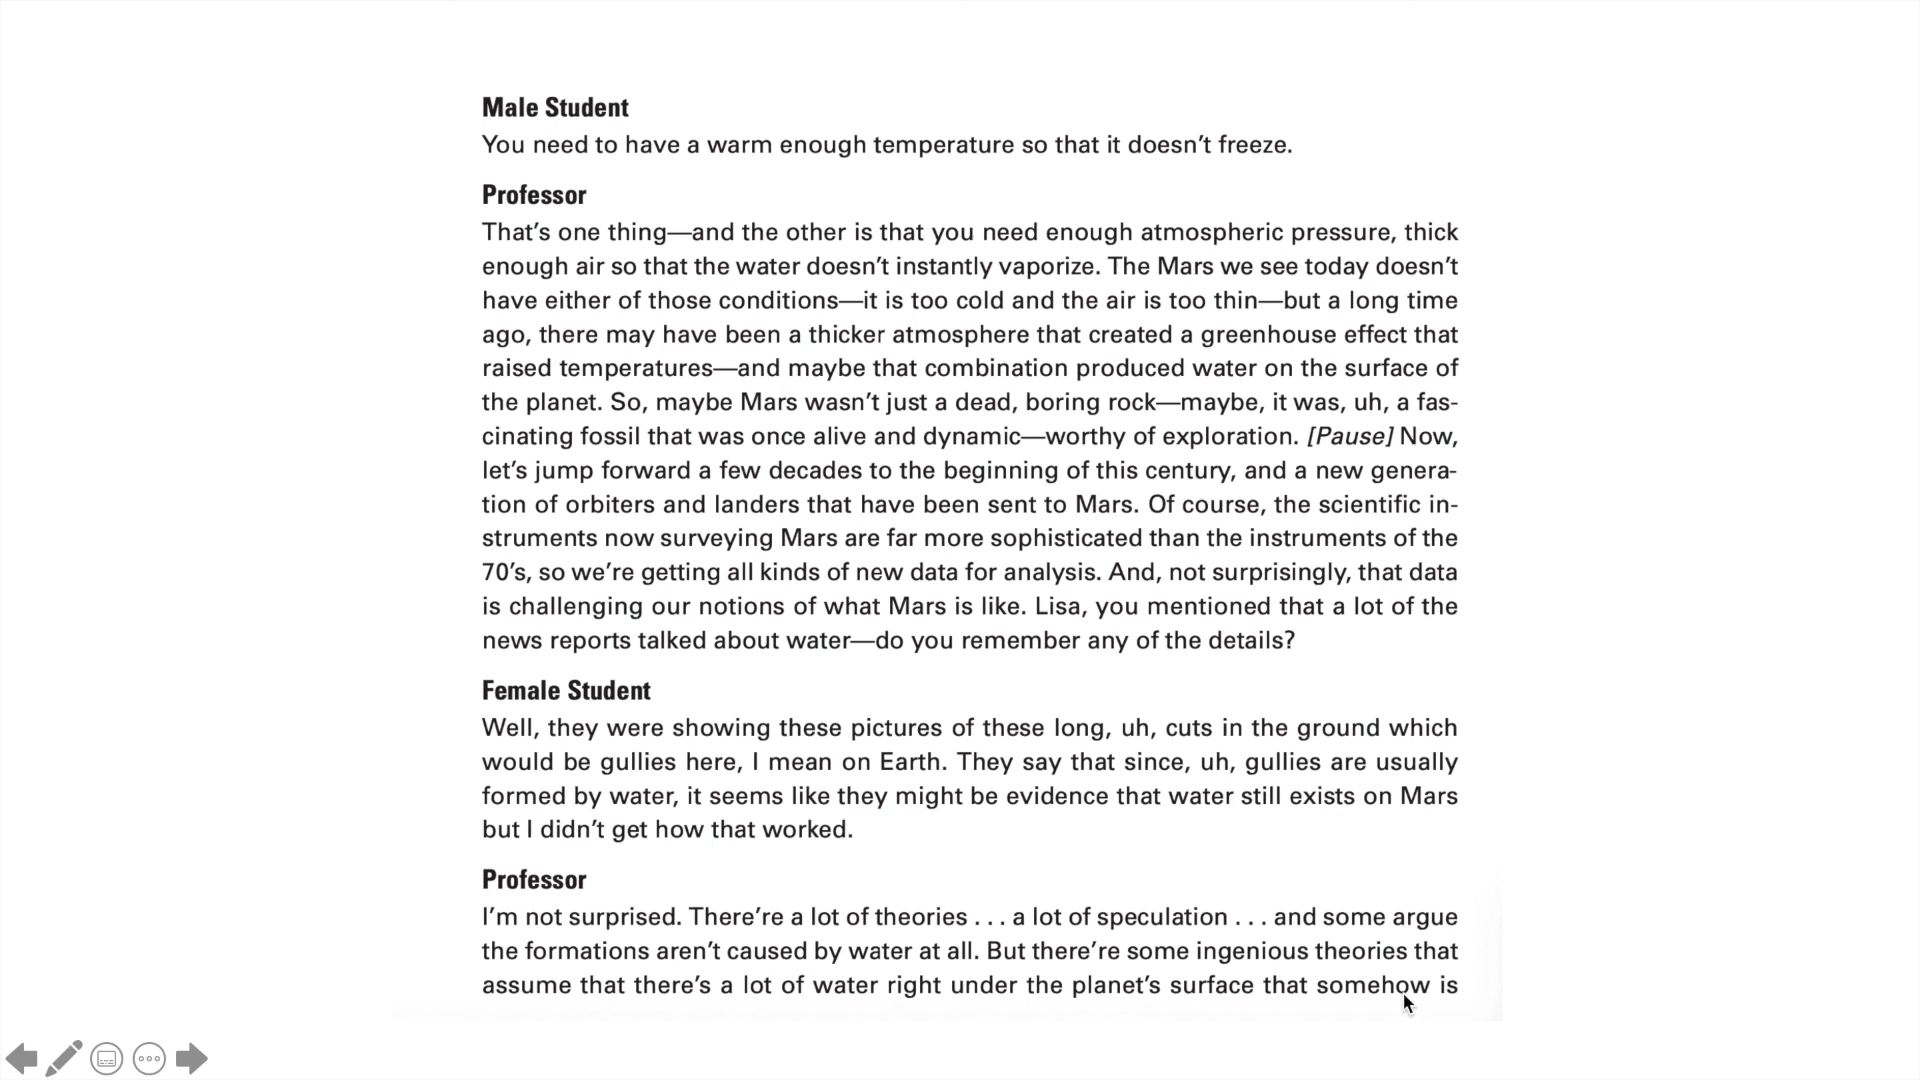 Male Student
You need to have a warm enough temperature so that it doesn’t freeze.
Professor
That’s one thing—and the other is that you need enough atmospheric pressure, thick
enough air so that the water doesn’t instantly vaporize. The Mars we see today doesn’t
have either of those conditions—it is too cold and the air is too thin—but a long time
ago, there may have been a thicker atmosphere that created a greenhouse effect that
raised temperatures—and maybe that combination produced water on the surface of
the planet. So, maybe Mars wasn’t just a dead, boring rock—maybe, it was, uh, a fas-
cinating fossil that was once alive and dynamic—worthy of exploration. [Pause] Now,
let’s jump forward a few decades to the beginning of this century, and a new genera-
tion of orbiters and landers that have been sent to Mars. Of course, the scientific in-
struments now surveying Mars are far more sophisticated than the instruments of the
70’s, so we’re getting all kinds of new data for analysis. And, not surprisingly, that data
is challenging our notions of what Mars is like. Lisa, you mentioned that a lot of the
news reports talked about water—do you remember any of the details?
Female Student
Well, they were showing these pictures of these long, uh, cuts in the ground which
would be gullies here, I mean on Earth. They say that since, uh, gullies are usually
formed by water, it seems like they might be evidence that water still exists on Mars
but I didn’t get how that worked.
Professor
I’m not surprised. There’re a lot of theories . . . a lot of speculation . . . and some argue
the formations aren’t caused by water at all. But there’re some ingenious theories that
assume that there’s a lot of water right under the planet’s surface that somehow is